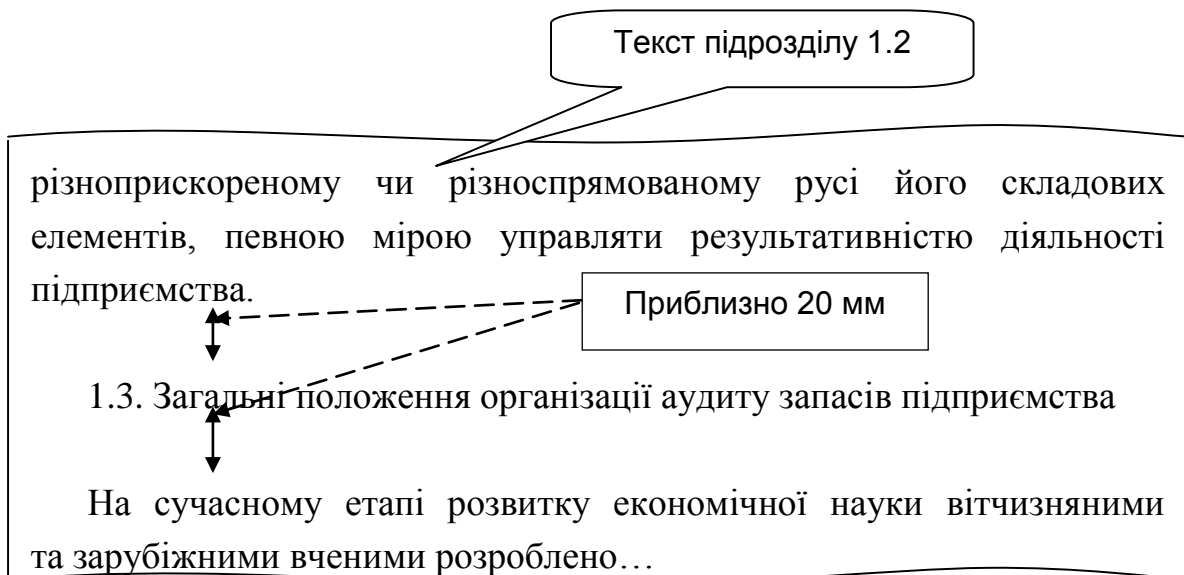 Текст підрозділу 1.2
різноприскореному чи різноспрямованому русі його складових
елементів, певною мірою управляти результативністю діяльності
підприємства.
Приблизно 20 мм
1.3. Загальні положення організації аудиту запасів підприємства
На сучасному етапі розвитку економічної науки вітчизняними
та зарубіжними вченими розроблено…